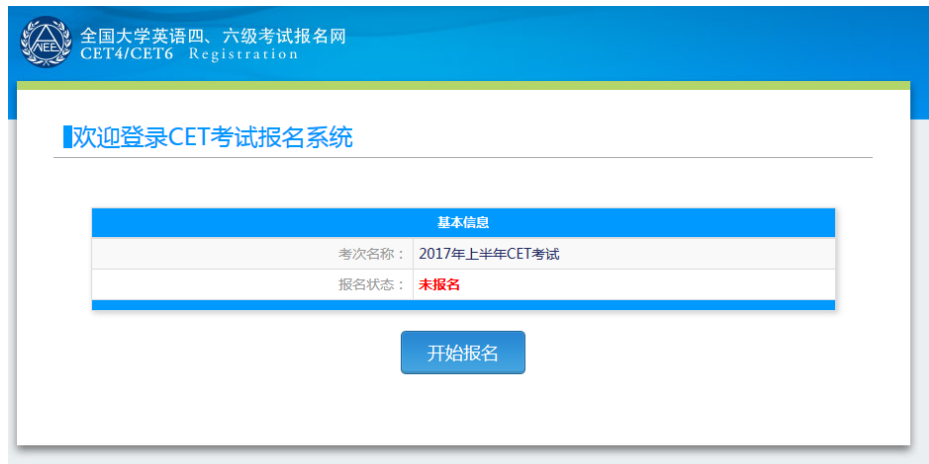 NEEA
全国大学英语四、六级考试报名网
CET4/CET6 Registration
欢迎登录CET考试报名系统
基本信息
考次名称： 2017年上半年CET考试
报名状态： 未报名
开始报名